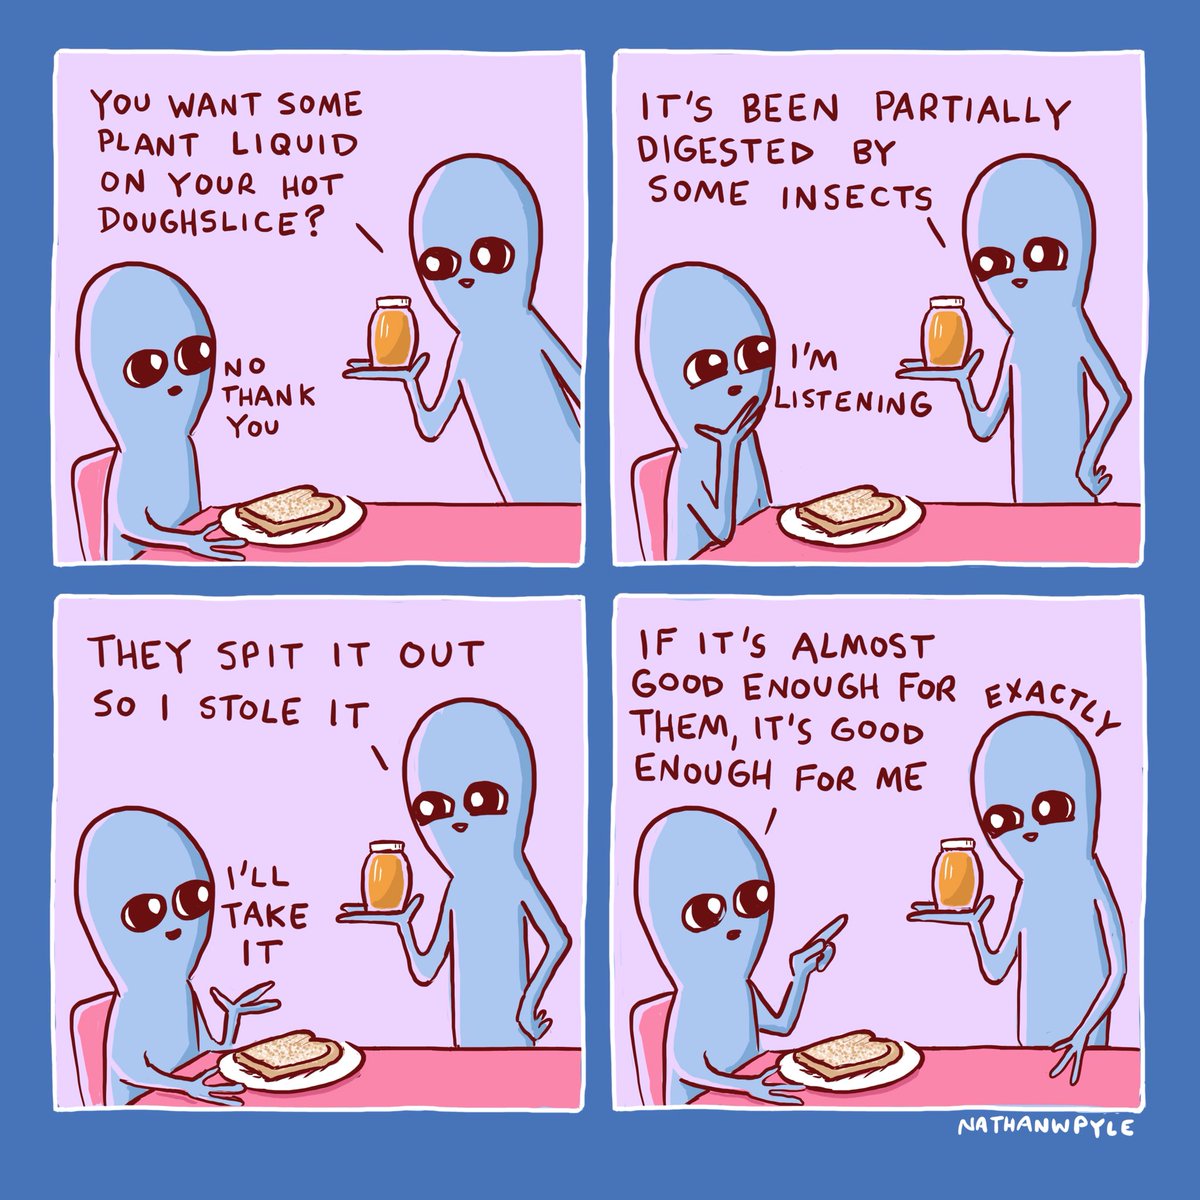 YOU WANT SOME
PLANT LIQUID
ON YOUR HOT
DOUGHSLICE?
NO
THANK
YOU
IT'S BEEN PARTIALLY
DIGESTED BY
SOME INSECTS
I'M
LISTENING
THEY SPIT IT OUT
SO I STOLE IT
I'LL
TAKE
IT
IF IT'S ALMOST
GOOD ENOUGH FOR
THEM, IT'S GOOD
ENOUGH FOR ME
EXACTLY
NATHANWPYLE